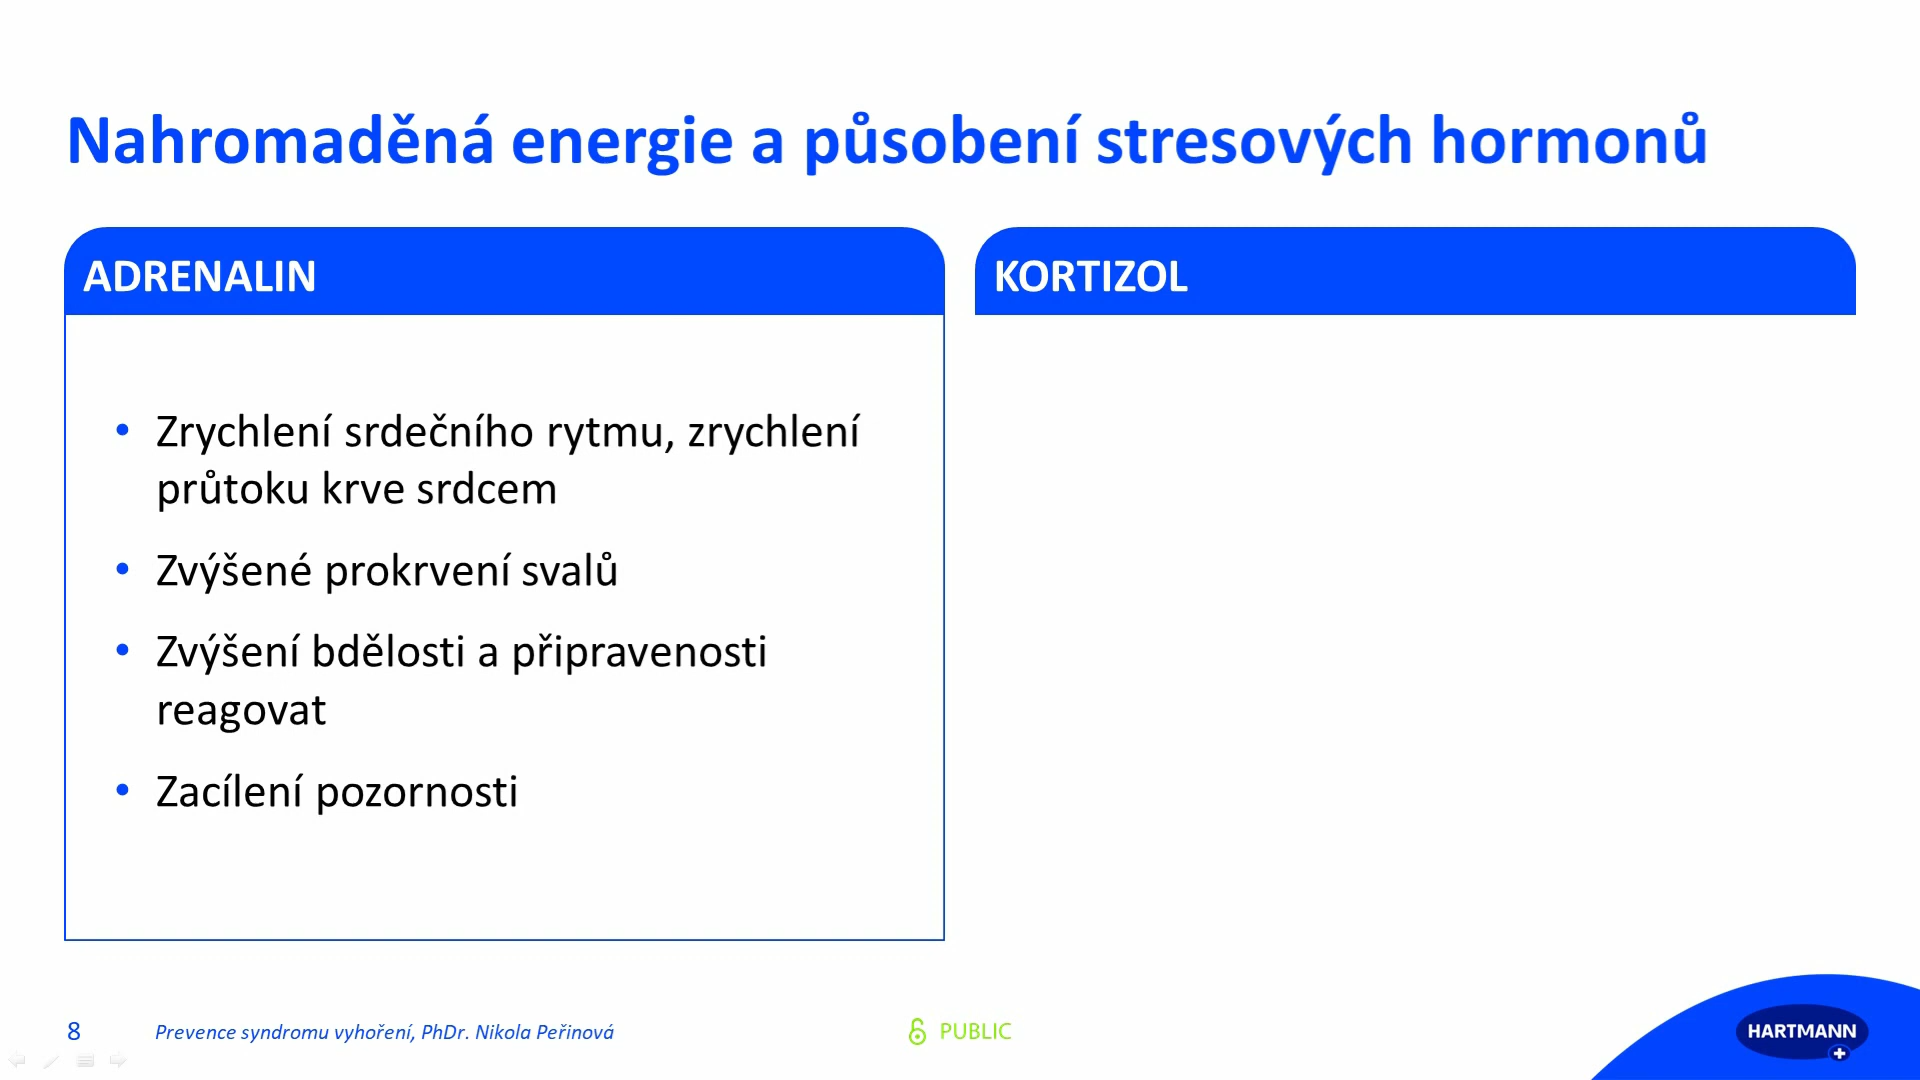 Nahromaděná energie a působení stresových hormonů
ADRENALIN
• Zrychlení srdečního rytmu, zrychlení
průtoku krve srdcem
• Zvýšené prokrvení svalů
• Zvýšení bdělosti a připravenosti
reagovat
• Zacílení pozornosti
KORTIZOL
8
Prevence syndromu vyhoření, PhDr. Nikola Peřinová
PUBLIC
HARTMANN